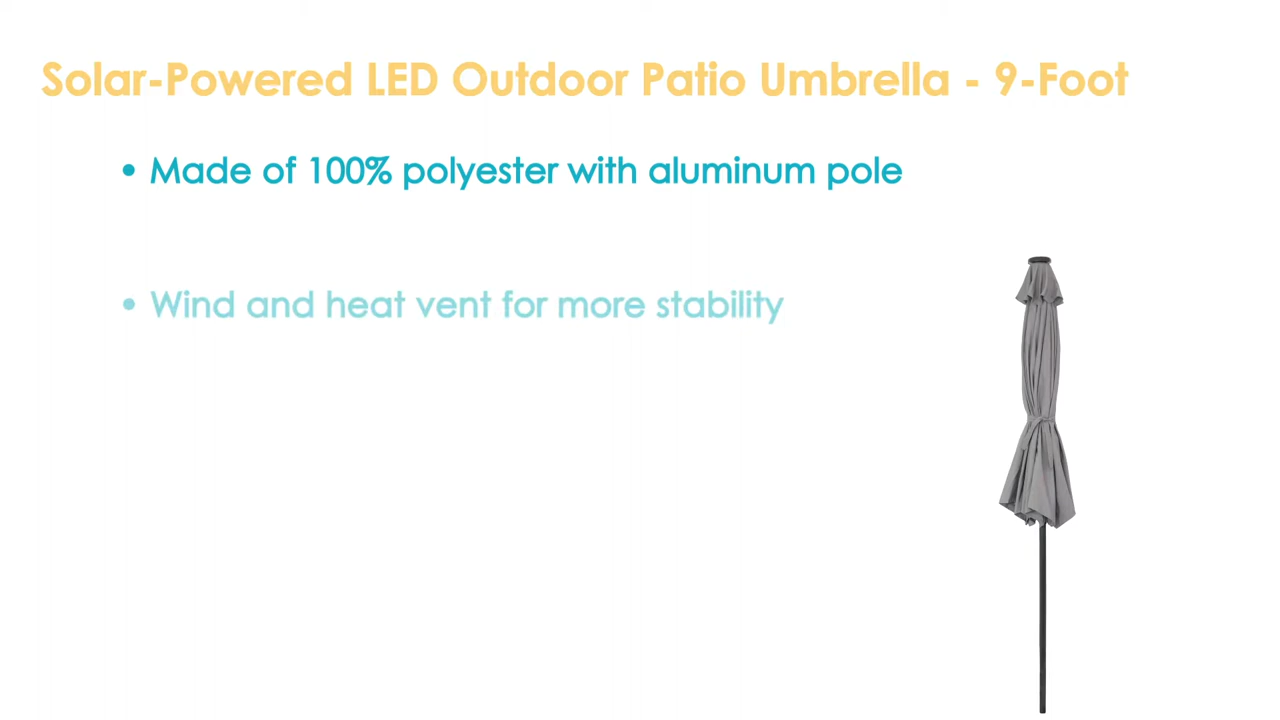 Solar-Powered LED Outdoor Patio Umbrella - 9-Foot
• Made of 100% polyester with aluminum pole
• Wind and heat vent for more stability